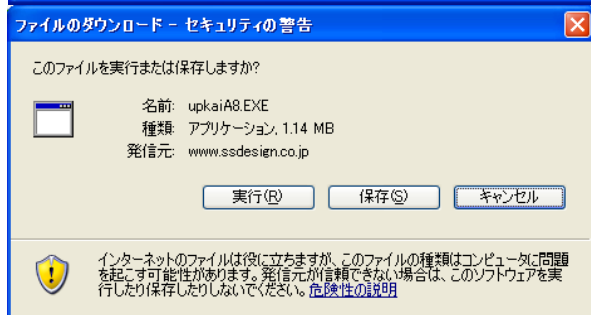 ファイルのダウンロード - セキュリティの警告
このファイルを実行または保存しますか?
名前: upkaiA8.EXE
種類: アプリケーション, 1.14 MB
発信元: www.ssdesign.co.jp
実行(R) 保存(S) キャンセル
インターネットのファイルは役に立ちますが、このファイルの種類はコンピュータに問題
を起こす可能性があります。発信元が信頼できない場合は、このソフトウェアを実
行したり保存したりしないでください。危険性の説明